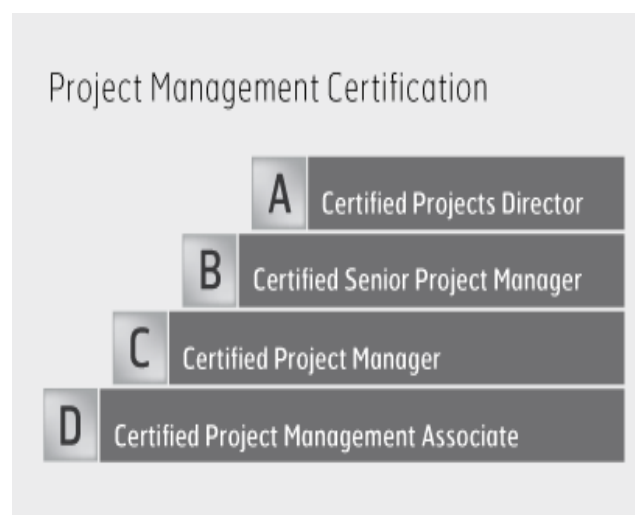 Project Management Certification
A Certified Projects Director
B Certified Senior Project Manager
C Certified Project Manager
D Certified Project Management Associate